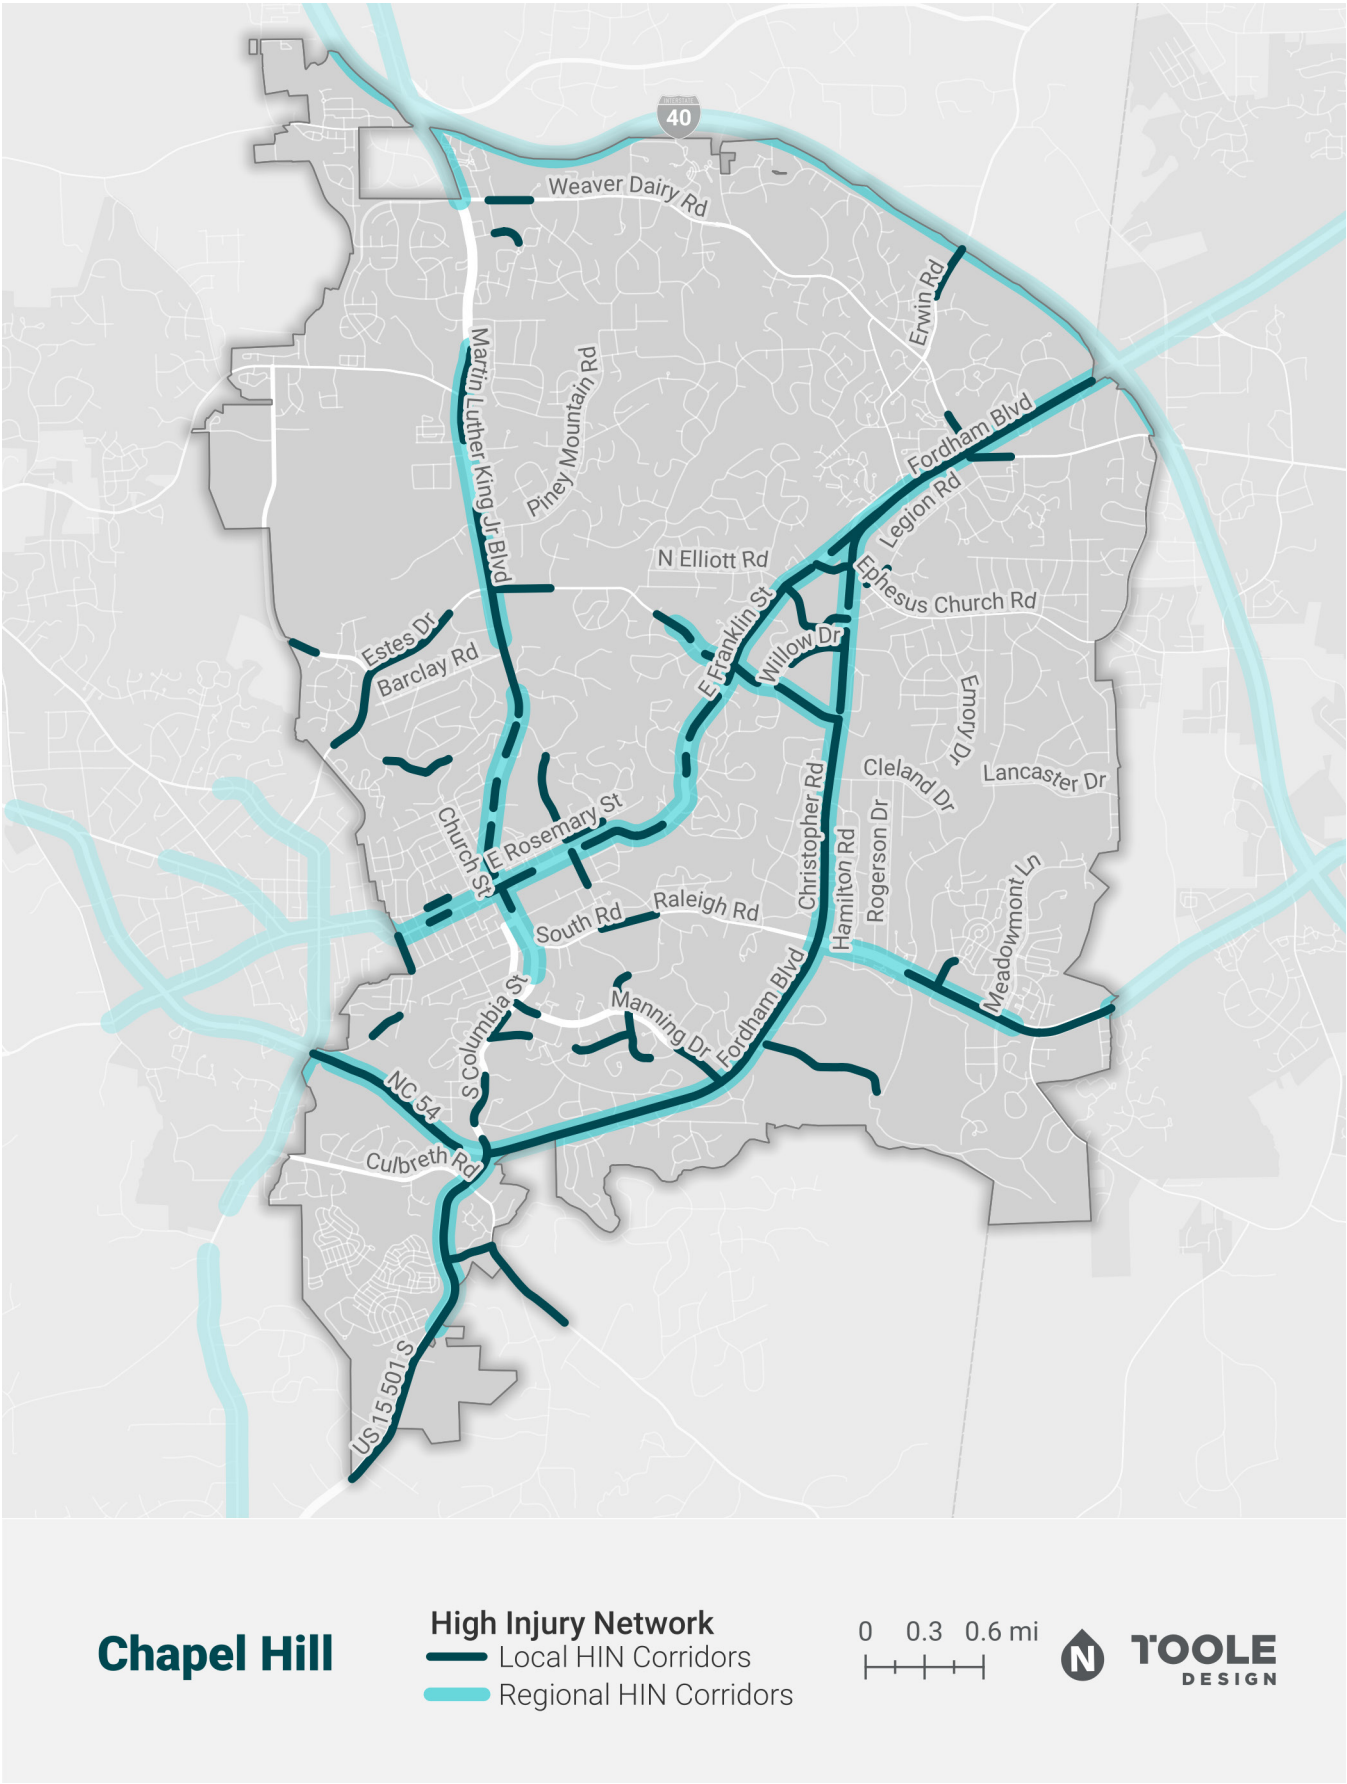 INTERSTATE
40
Weaver Dairy Rd
Erwin Rd
Martin Luther King Jr Blvd
Piney Mountain Rd
Fordham Blvd
Legion Rd
N Elliott Rd
Ephesus Church Rd
E Franklin St
Willow Dr
Estes Dr
Barclay Rd
Emory Dr
Cleland Dr
Lancaster Dr
Christopher Rd
Hamilton Rd
Rogerson Dr
Church St
E Rosemary St
Meadowmont Ln
South Rd
Raleigh Rd
S Columbia St
Manning Dr
Fordham Blvd
NC 54
Culbreth Rd
US 15 501 S
Chapel Hill
High Injury Network
Local HIN Corridors
Regional HIN Corridors
0 0.3 0.6 mi
N
TOOLE
DESIGN